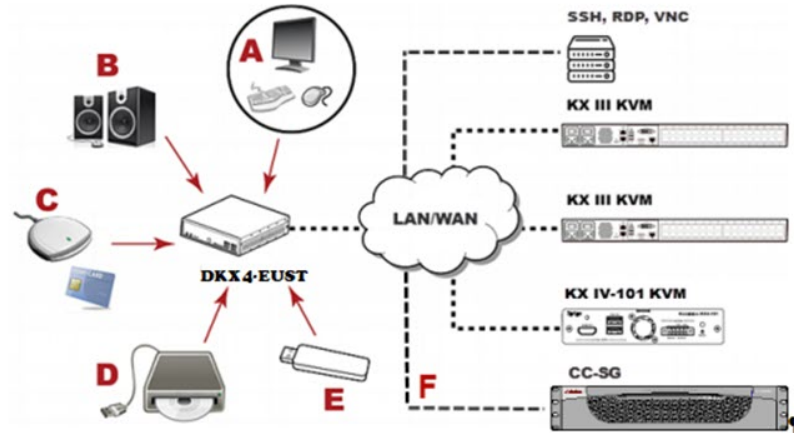 SSH, RDP, VNC
A
B
KX III KVM
C
LAN/WAN
KX III KVM
DKX4-EUST
KX IV-101 KVM
D
E
F
CC-SG